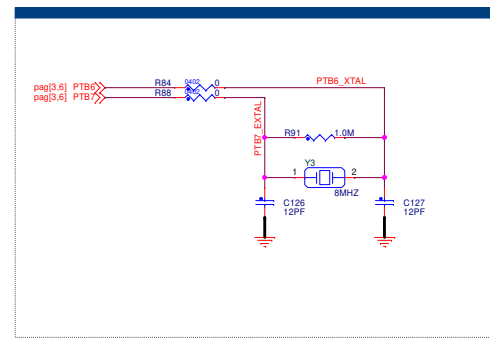 pag[3,6] PTB6 R84 0402 0 PTB6_XTAL
pag[3,6] PTB7 R88 0402 0
PTB7_EXTAL
R91 1.0M
Y3
1 2
8MHZ
C126 C127
12PF 12PF